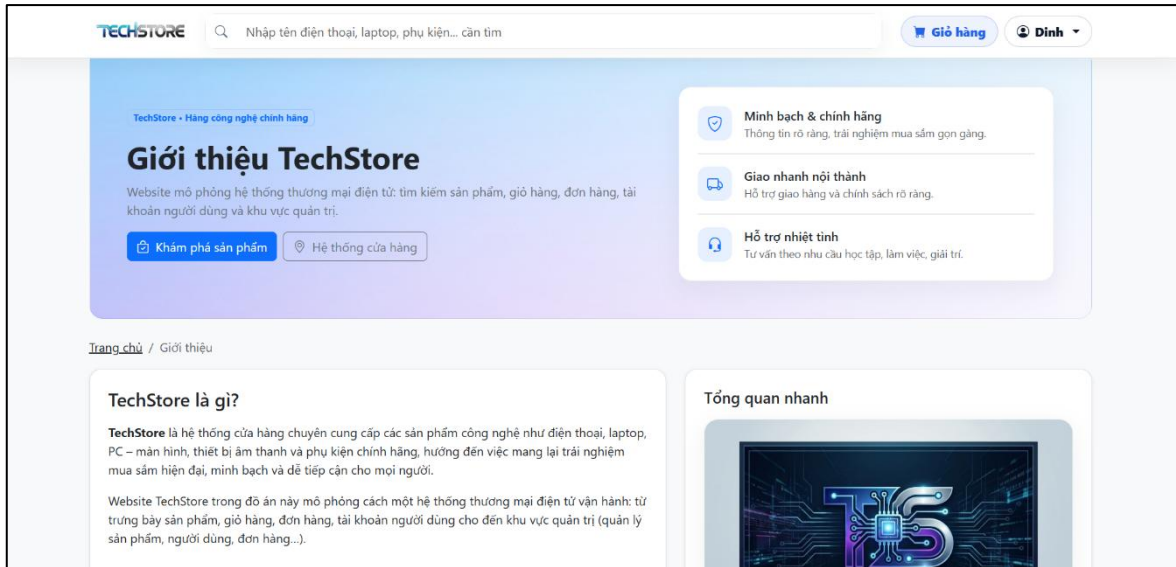 TECHSTORE
Nhập tên điện thoại, laptop, phụ kiện... cần tìm
Giỏ hàng
Dinh
TechStore • Hàng công nghệ chính hãng
Giới thiệu TechStore
Website mô phỏng hệ thống thương mại điện tử: tìm kiếm sản phẩm, giỏ hàng, đơn hàng, tài
khoản người dùng và khu vực quản trị.
Khám phá sản phẩm
Hệ thống cửa hàng
Minh bạch & chính hãng
Thông tin rõ ràng, trải nghiệm mua sắm gọn gàng.
Giao nhanh nội thành
Hỗ trợ giao hàng và chính sách rõ ràng.
Hỗ trợ nhiệt tình
Tư vấn theo nhu cầu học tập, làm việc, giải trí.
Trang chủ / Giới thiệu
TechStore là gì?
TechStore là hệ thống cửa hàng chuyên cung cấp các sản phẩm công nghệ như điện thoại, laptop,
PC – màn hình, thiết bị âm thanh và phụ kiện chính hãng, hướng đến việc mang lại trải nghiệm
mua sắm hiện đại, minh bạch và dễ tiếp cận cho mọi người.
Website TechStore trong đồ án này mô phỏng cách một hệ thống thương mại điện tử vận hành: từ
trưng bày sản phẩm, giỏ hàng, đơn hàng, tài khoản người dùng cho đến khu vực quản trị (quản lý
sản phẩm, người dùng, đơn hàng...).
Tổng quan nhanh
TS